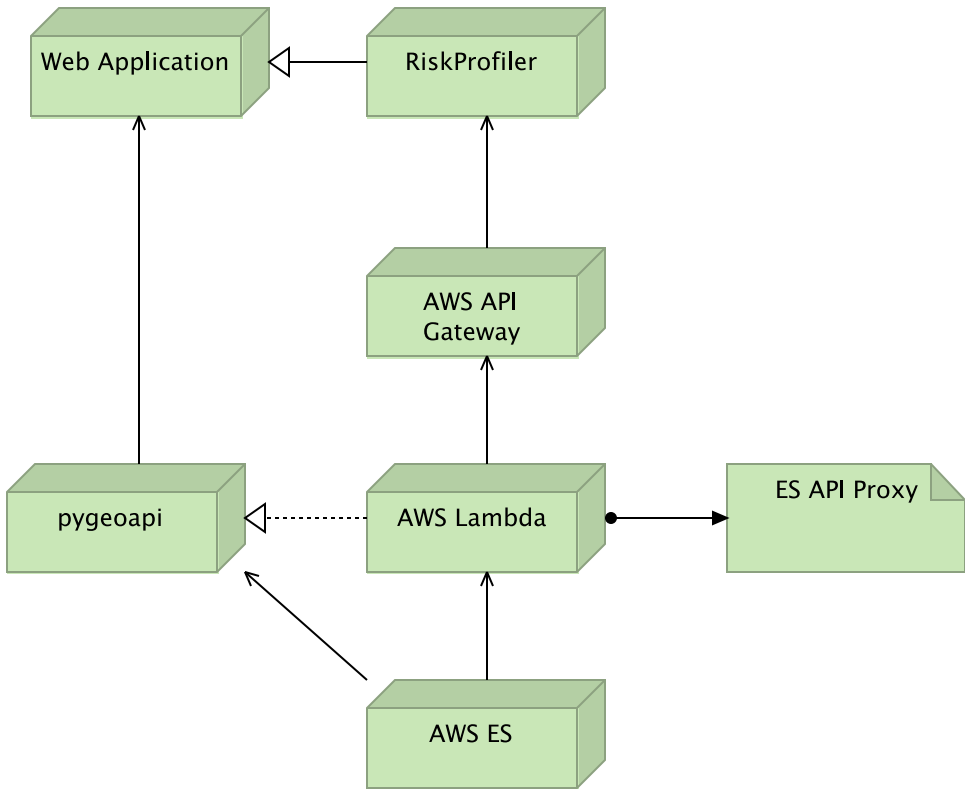 Web Application
RiskProfiler
AWS API
Gateway
pygeoapi
AWS Lambda
ES API Proxy
AWS ES